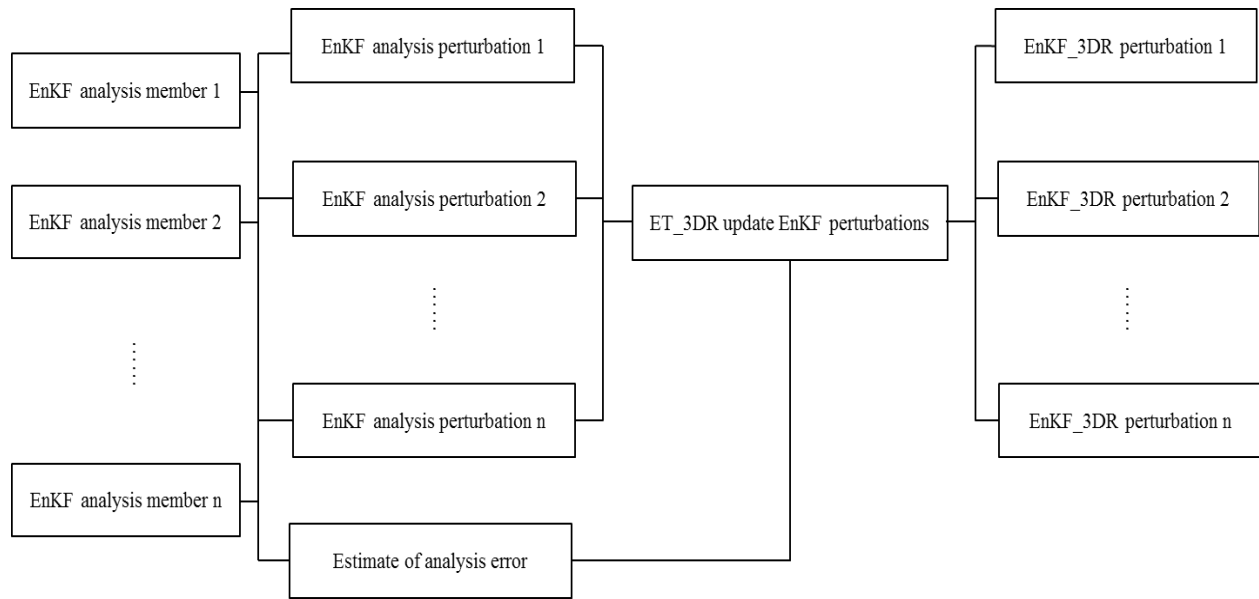 EnKF analysis member 1
EnKF analysis member 2
EnKF analysis member n
EnKF analysis perturbation 1
EnKF analysis perturbation 2
EnKF analysis perturbation n
Estimate of analysis error
ET_3DR update EnKF perturbations
EnKF_3DR perturbation 1
EnKF_3DR perturbation 2
EnKF_3DR perturbation n